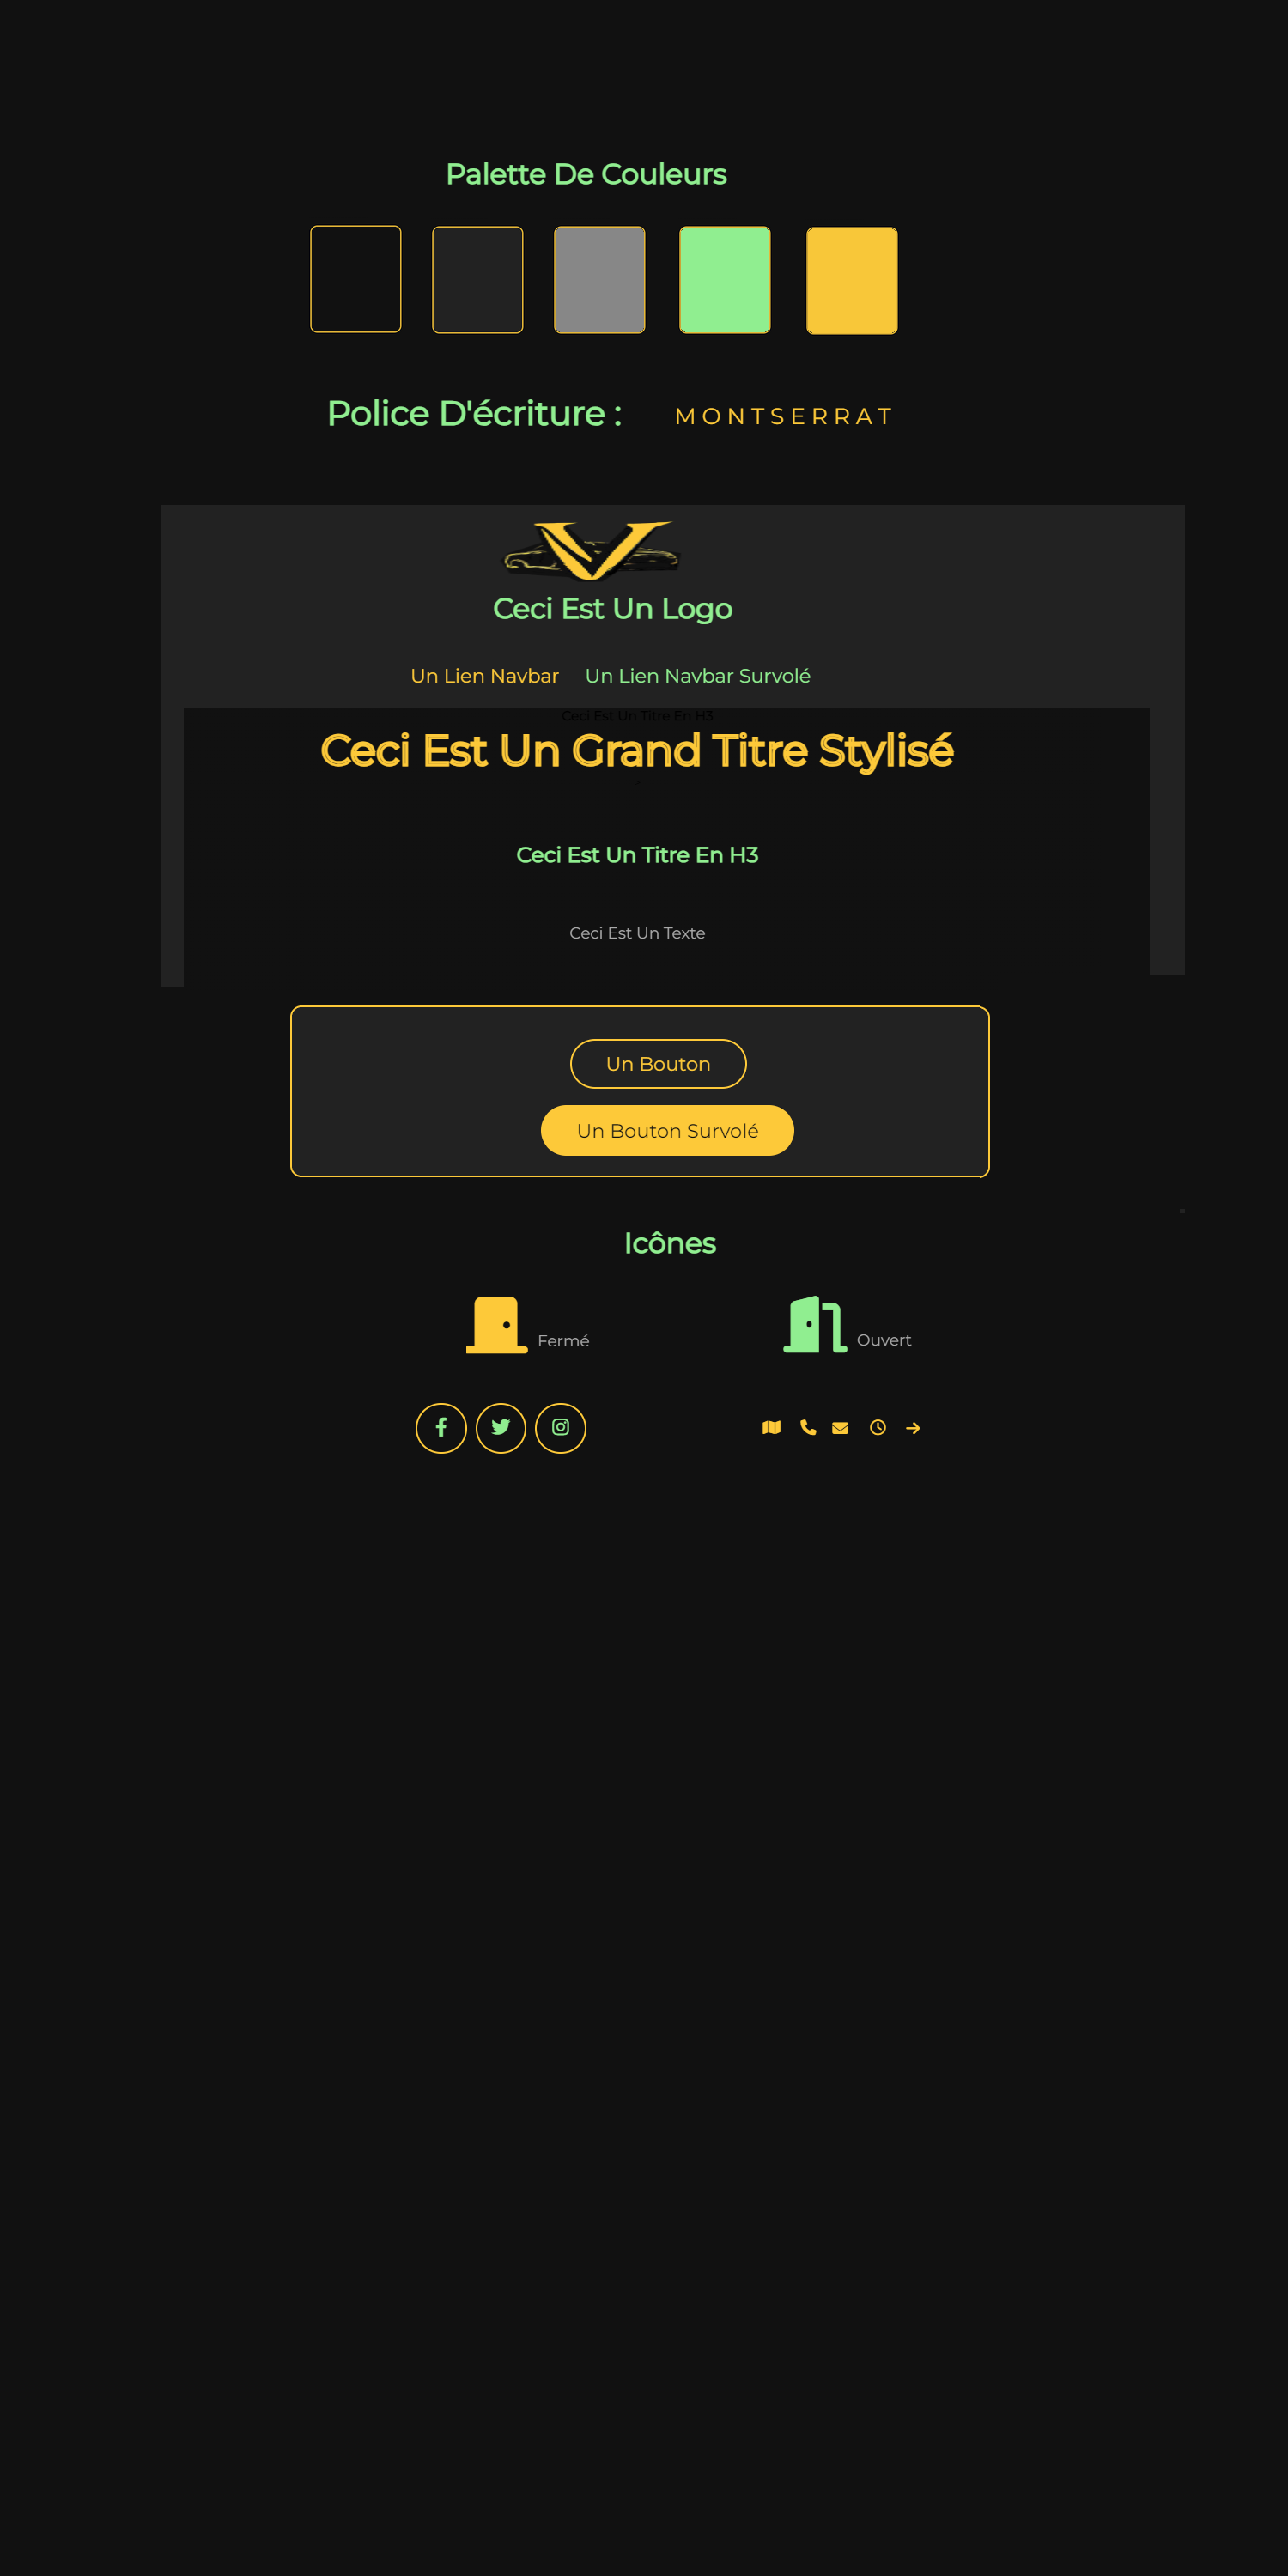 Palette De Couleurs
Police D'écriture : MONTSERRAT
Ceci Est Un Logo
Un Lien Navbar Un Lien Navbar Survolé
Ceci Est Un Titre En H3
Ceci Est Un Grand Titre Stylisé
Ceci Est Un Titre En H3
Ceci Est Un Texte
Un Bouton
Un Bouton Survolé
Icônes
Fermé Ouvert